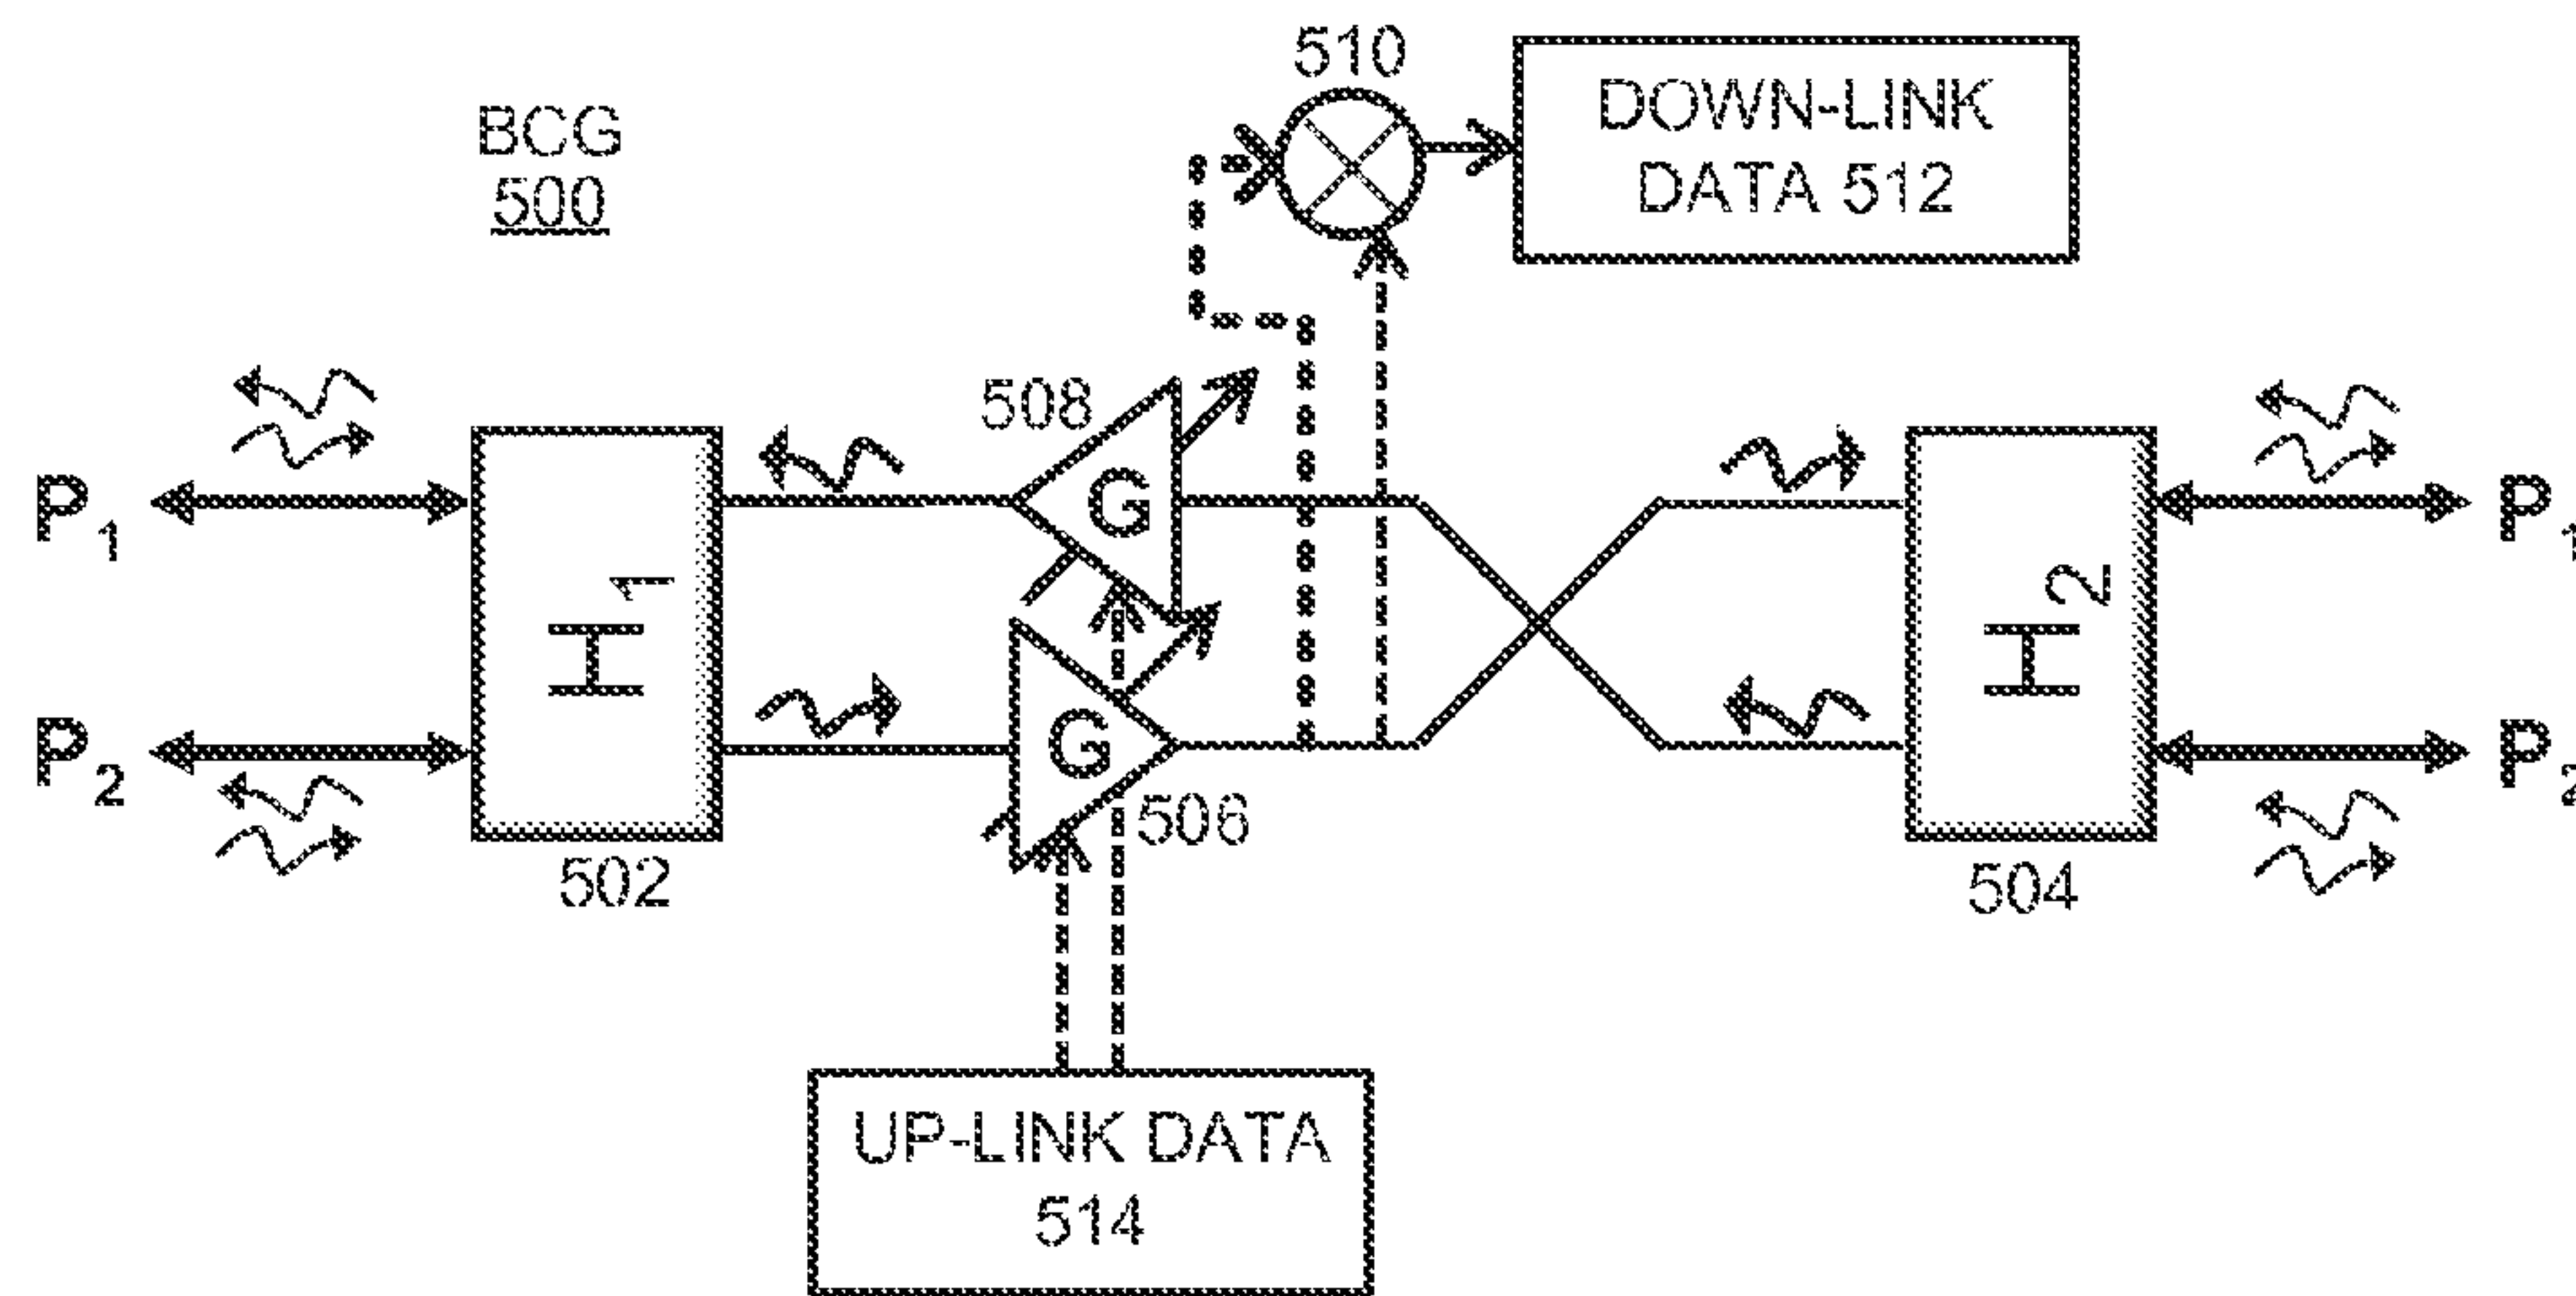 510
DOWN-LINK
DATA 512
BCG
500
508
G
P1
H1
H2
P1
P2
G
506
P2
502
504
UP-LINK DATA
514